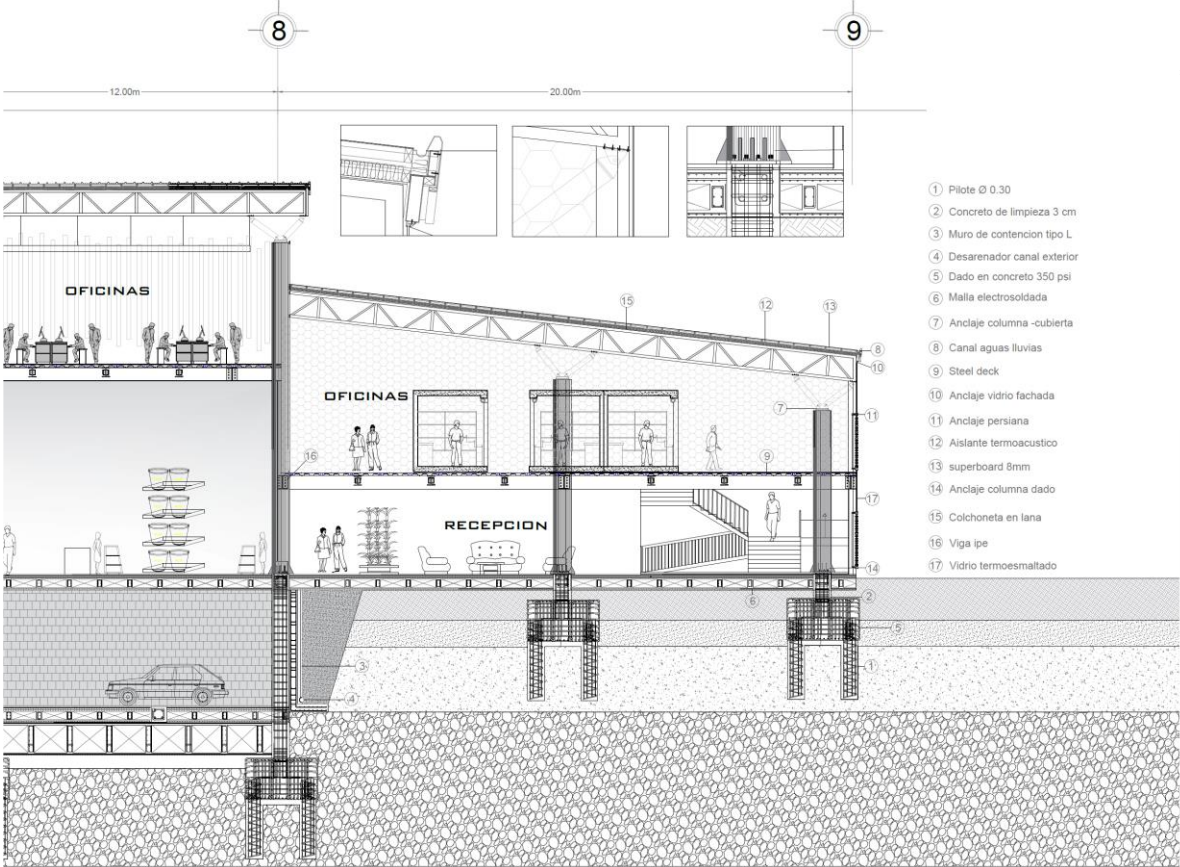 8
9
12.00m
20.00m
1 Pilote Ø 0.30
2 Concreto de limpieza 3 cm
3 Muro de contencion tipo L
4 Desarenador canal exterior
5 Dado en concreto 350 psi
6 Malla electrosoldada
7 Anclaje columna -cubierta
8 Canal aguas lluvias
9 Steel deck
10 Anclaje vidrio fachada
11 Anclaje persiana
12 Aislante termoacustico
13 superboard 8mm
14 Anclaje columna dado
15 Colchoneta en lana
16 Viga ipe
17 Vidrio termoesmaltado
OFICINAS
15
12
13
8
10
OFICINAS
7
11
16
9
17
RECEPCION
14
6
2
5
3
1
4